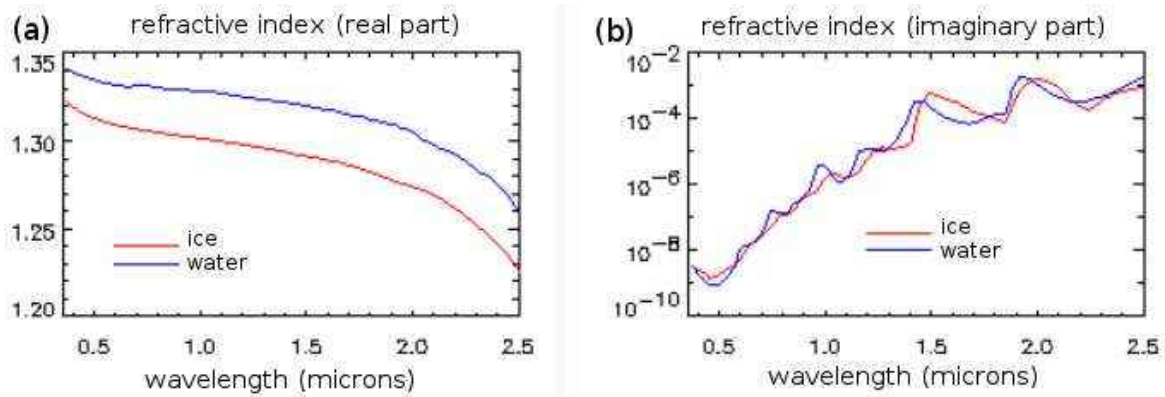 (a) refractive index (real part)
1.35
1.30
1.25
1.20
ice
water
0.5 1.0 1.5 2.0 2.5
wavelength (microns)
(b) refractive index (imaginary part)
10-2
10-4
10-6
10-8
10-10
ice
water
0.5 1.0 1.5 2.0 2.5
wavelength (microns)